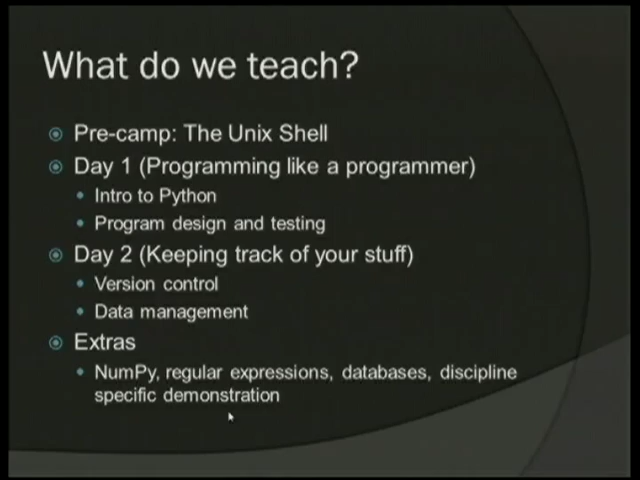 What do we teach?
Pre-camp: The Unix Shell
Day 1 (Programming like a programmer)
Intro to Python
Program design and testing
Day 2 (Keeping track of your stuff)
Version control
Data management
Extras
NumPy, regular expressions, databases, discipline
specific demonstration